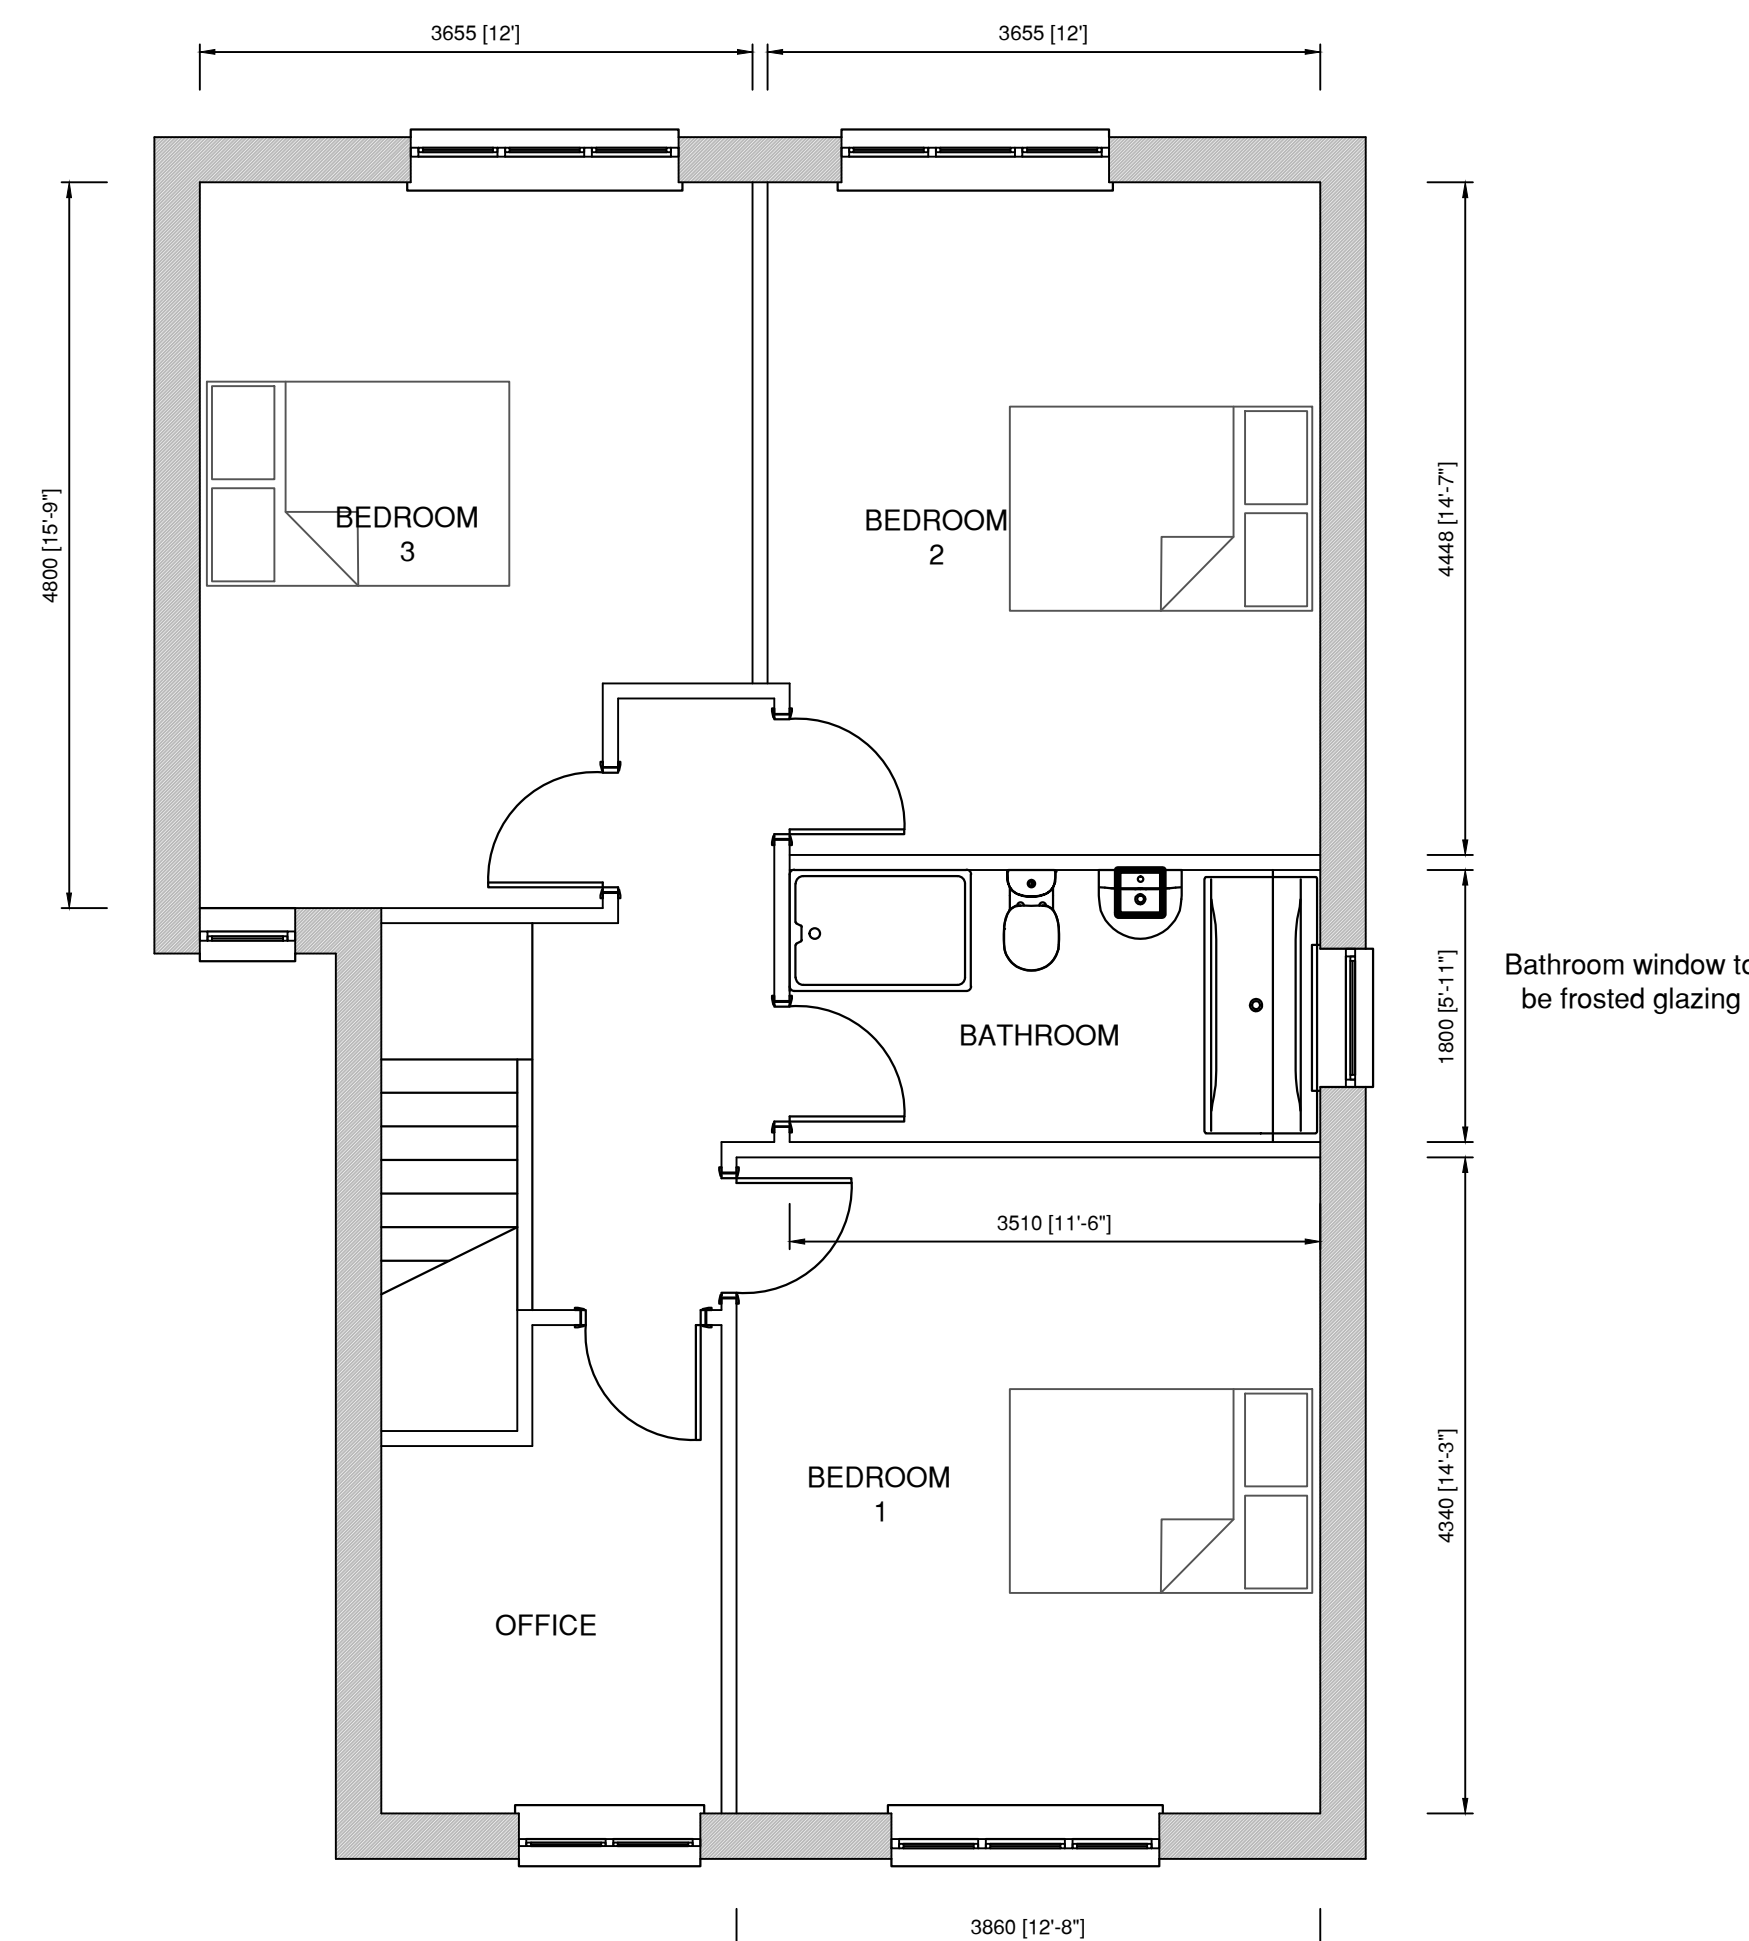 3655 [12']
3655 [12']
4800 [15'-9"]
BEDROOM
3
BEDROOM
2
4448 [14'-7"]
Bathroom window to
be frosted glazing
1800 [5'-11"]
BATHROOM
3510 [11'-6"]
BEDROOM
1
4340 [14'-3"]
OFFICE
3860 [12'-8"]